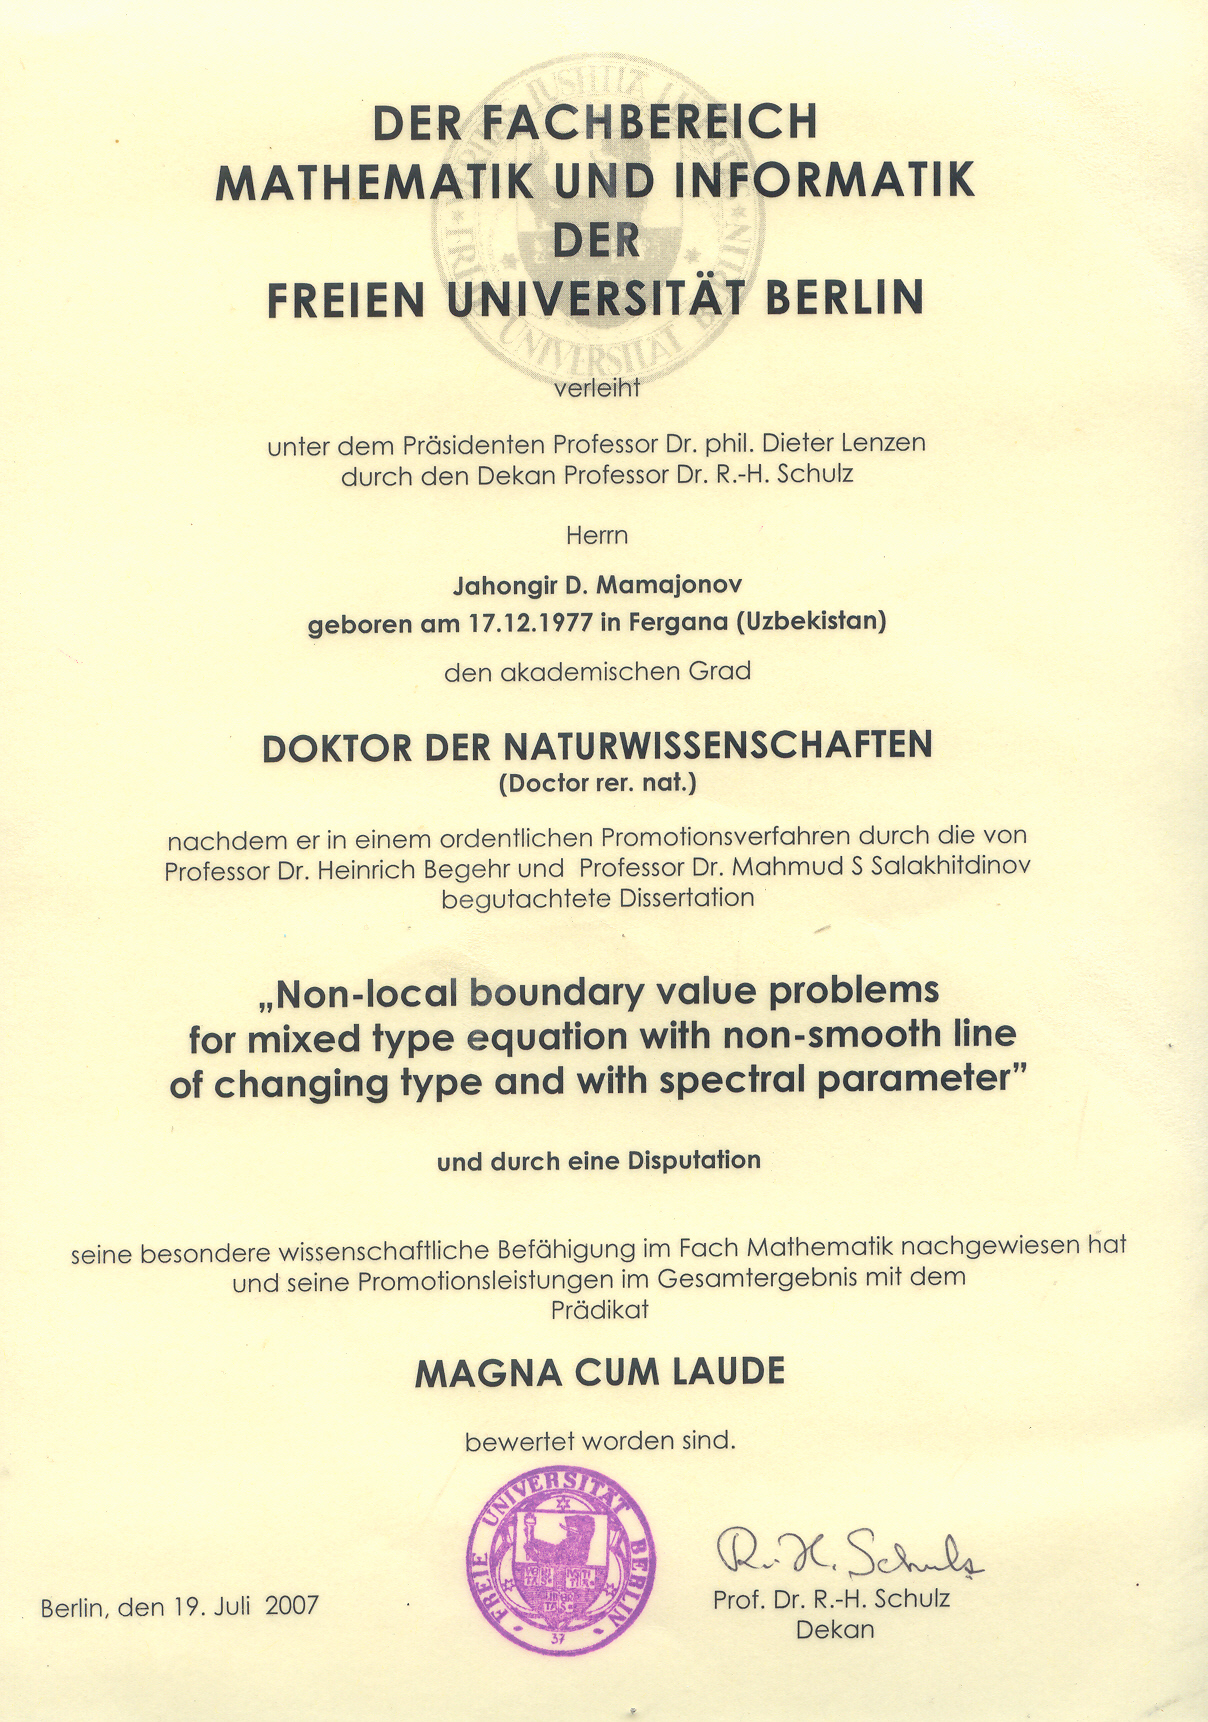 DER FACHBEREICH
MATHEMATIK UND INFORMATIK
DER
FREIEN UNIVERSITÄT BERLIN
verleiht
unter dem Präsidenten Professor Dr. phil. Dieter Lenzen
durch den Dekan Professor Dr. R.-H. Schulz
Herrn
Jahongir D. Mamajonov
geboren am 17.12.1977 in Fergana (Uzbekistan)
den akademischen Grad
DOKTOR DER NATURWISSENSCHAFTEN
(Doctor rer. nat.)
nachdem er in einem ordentlichen Promotionsverfahren durch die von
Professor Dr. Heinrich Begehr und Professor Dr. Mahmud S Salakhitdinov
begutachtete Dissertation
„Non-local boundary value problems
for mixed type equation with non-smooth line
of changing type and with spectral parameter”
und durch eine Disputation
seine besondere wissenschaftliche Befähigung im Fach Mathematik nachgewiesen hat
und seine Promotionsleistungen im Gesamtergebnis mit dem
Prädikat
MAGNA CUM LAUDE
bewertet worden sind.
FREIE UNIVERSITÄT BERLIN
37
R.-H. Schulz
Berlin, den 19. Juli 2007
Prof. Dr. R.-H. Schulz
Dekan